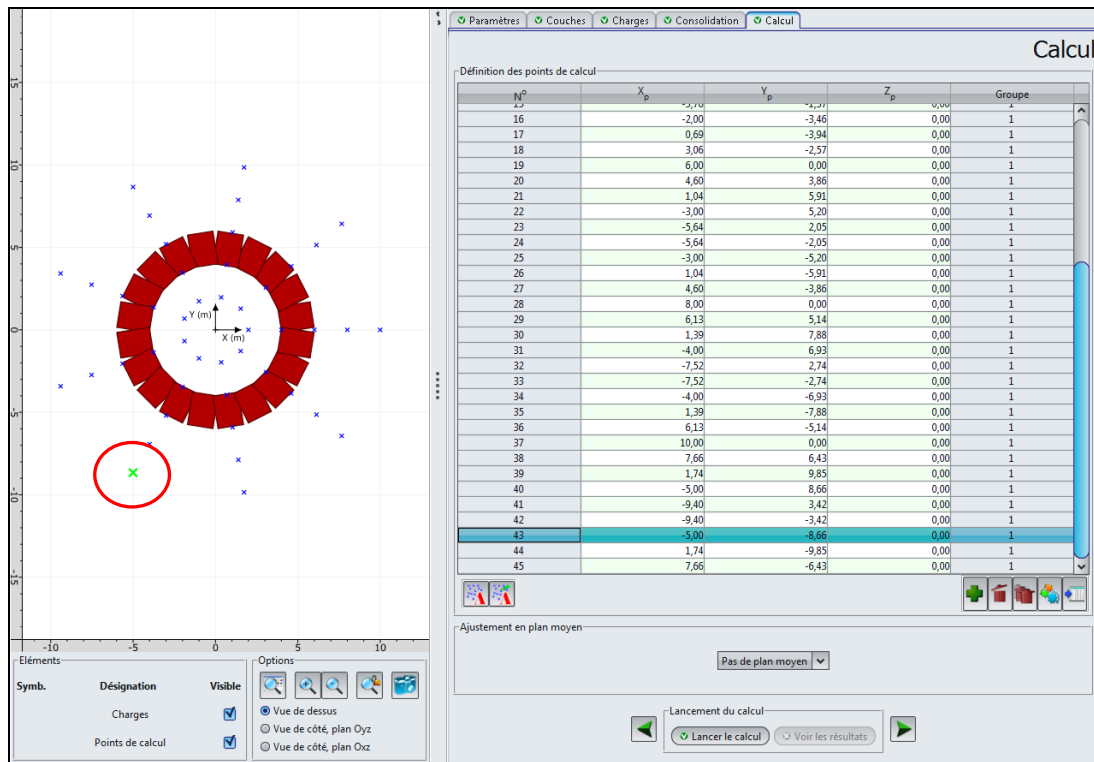 Paramètres Couches Charges Consolidation Calcul
Calcul
Définition des points de calcul
N° Xp Yp Zp Groupe
15 -3,76 -1,37 0,00 1
16 -2,00 -3,46 0,00 1
17 0,69 -3,94 0,00 1
18 3,06 -2,57 0,00 1
19 6,00 0,00 0,00 1
20 4,60 3,86 0,00 1
21 1,04 5,91 0,00 1
22 -3,00 5,20 0,00 1
23 -5,64 2,05 0,00 1
24 -5,64 -2,05 0,00 1
25 -3,00 -5,20 0,00 1
26 1,04 -5,91 0,00 1
27 4,60 -3,86 0,00 1
28 8,00 0,00 0,00 1
29 6,13 5,14 0,00 1
30 1,39 7,88 0,00 1
31 -4,00 6,93 0,00 1
32 -7,52 2,74 0,00 1
33 -7,52 -2,74 0,00 1
34 -4,00 -6,93 0,00 1
35 1,39 -7,88 0,00 1
36 6,13 -5,14 0,00 1
37 10,00 0,00 0,00 1
38 7,66 6,43 0,00 1
39 1,74 9,85 0,00 1
40 -5,00 8,66 0,00 1
41 -9,40 3,42 0,00 1
42 -9,40 -3,42 0,00 1
43 -5,00 -8,66 0,00 1
44 1,74 -9,85 0,00 1
45 7,66 -6,43 0,00 1
Ajustement en plan moyen
Pas de plan moyen
Lancement du calcul
Lancer le calcul Voir les résultats
15
10
5
0
-5
-10
-15
Y (m)
X (m)
-10 -5 0 5 10
Eléments
Symb. Désignation Visible
Charges
Points de calcul
Options
Vue de dessus
Vue de côté, plan Oyz
Vue de côté, plan Oxz